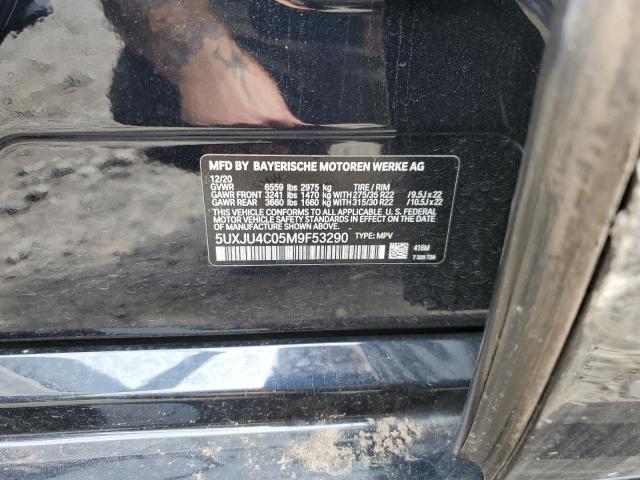 MFD BY BAYERISCHE MOTOREN WERKE AG
12/20
GVWR 6559 lbs 2975 kg TIRE / RIM
GAWR FRONT 3241 lbs 1470 kg WITH 275/35 R22 /9.5J x 22
GAWR REAR 3660 lbs 1660 kg WITH 315/30 R22 /10.5J x 22
THIS VEHICLE CONFORMS TO ALL APPLICABLE U. S. FEDERAL
MOTOR VEHICLE SAFETY STANDARDS IN EFFECT ON THE
DATE OF MANUFACTURE SHOWN ABOVE.
5UXJU4C05M9F53290 TYPE: MPV
416M